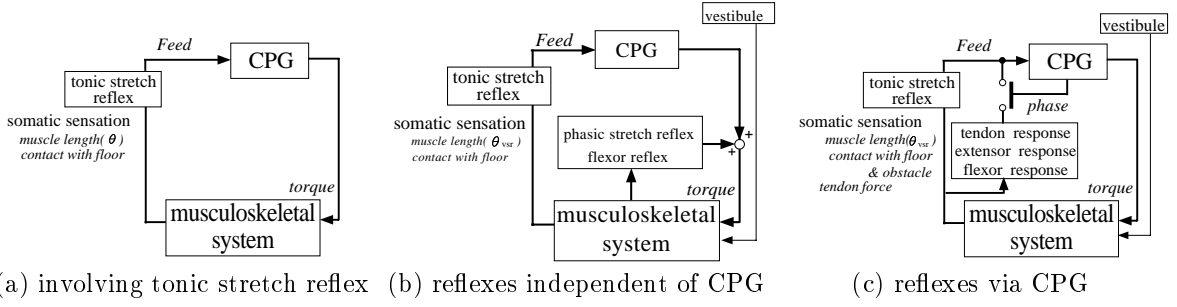 Feed
CPG
tonic stretch
reflex
somatic sensation
muscle length( θ )
contact with floor
torque
musculoskeletal
system
(a) involving tonic stretch reflex
vestibule
Feed
CPG
tonic stretch
reflex
somatic sensation
muscle length( θ vsr )
contact with floor
phasic stretch reflex
flexor reflex
+
+
torque
musculoskeletal
system
(b) reflexes independent of CPG
vestibule
Feed
CPG
tonic stretch
reflex
phase
somatic sensation
muscle length(θ vsr )
contact with floor
& obstacle
tendon force
tendon response
extensor response
flexor response
torque
musculoskeletal
system
(c) reflexes via CPG